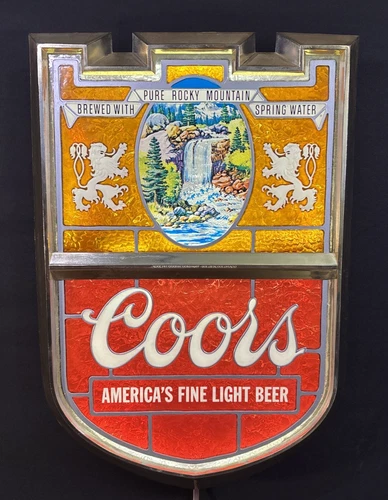 PURE ROCKY MOUNTAIN
BREWED WITH SPRING WATER
Coors
AMERICA'S FINE LIGHT BEER